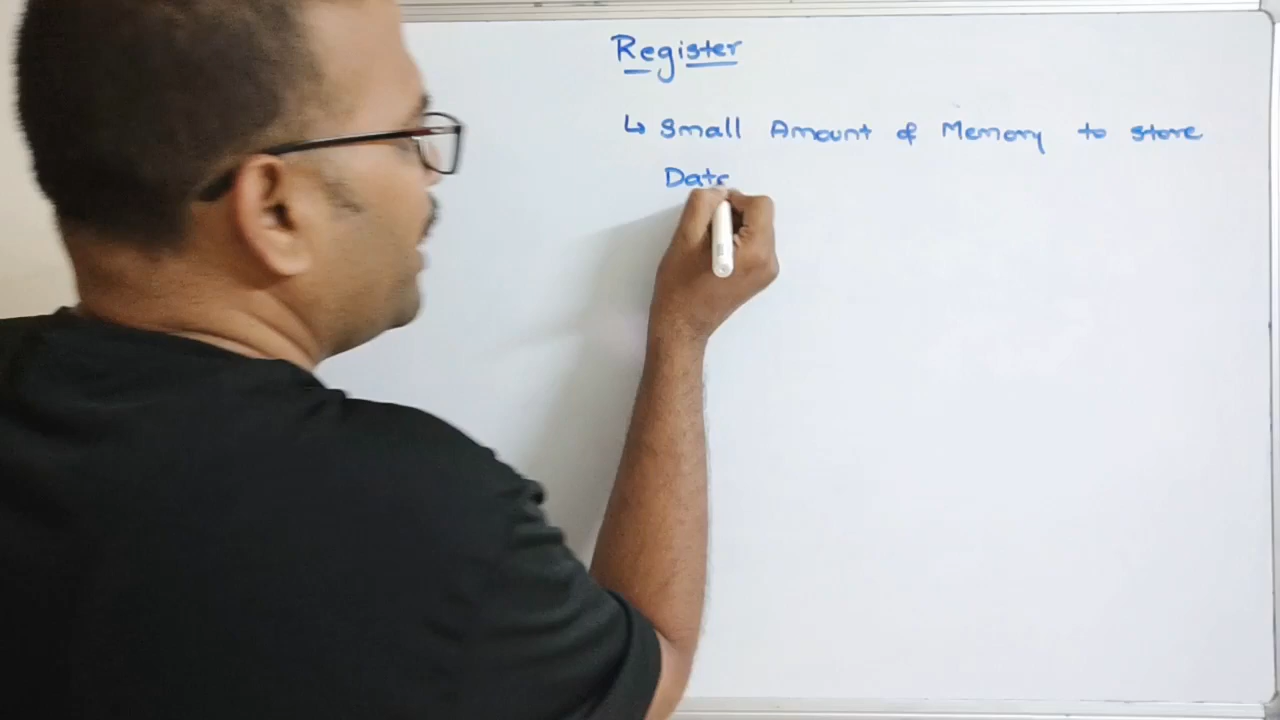 Register
↳ Small Amount of Memory to store
Data